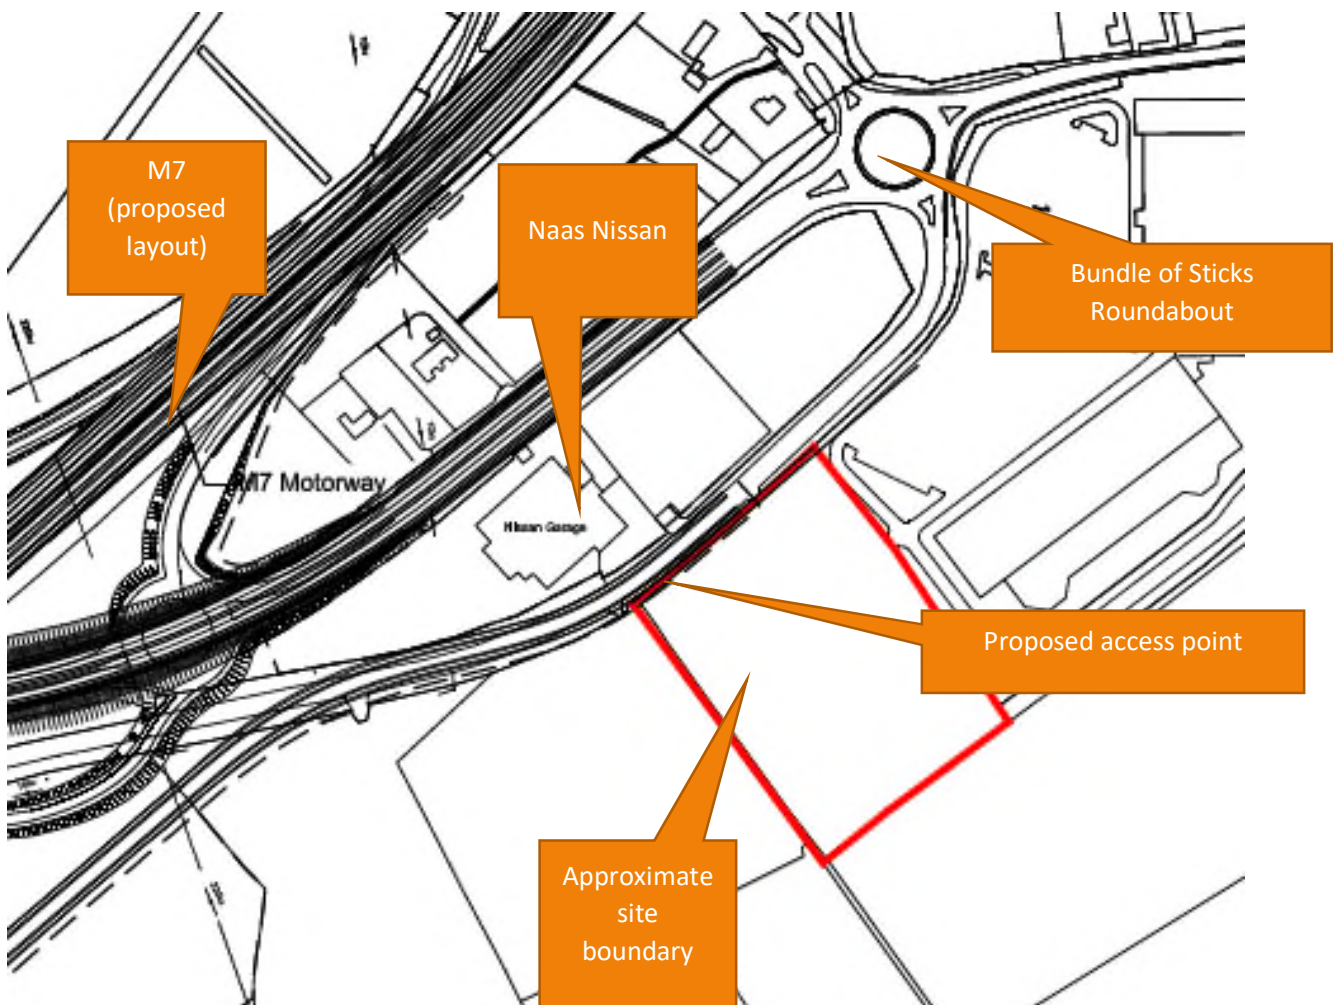 M7
(proposed
layout)
Naas Nissan
Bundle of Sticks
Roundabout
M7 Motorway
Nissan Garage
Proposed access point
Approximate
site
boundary